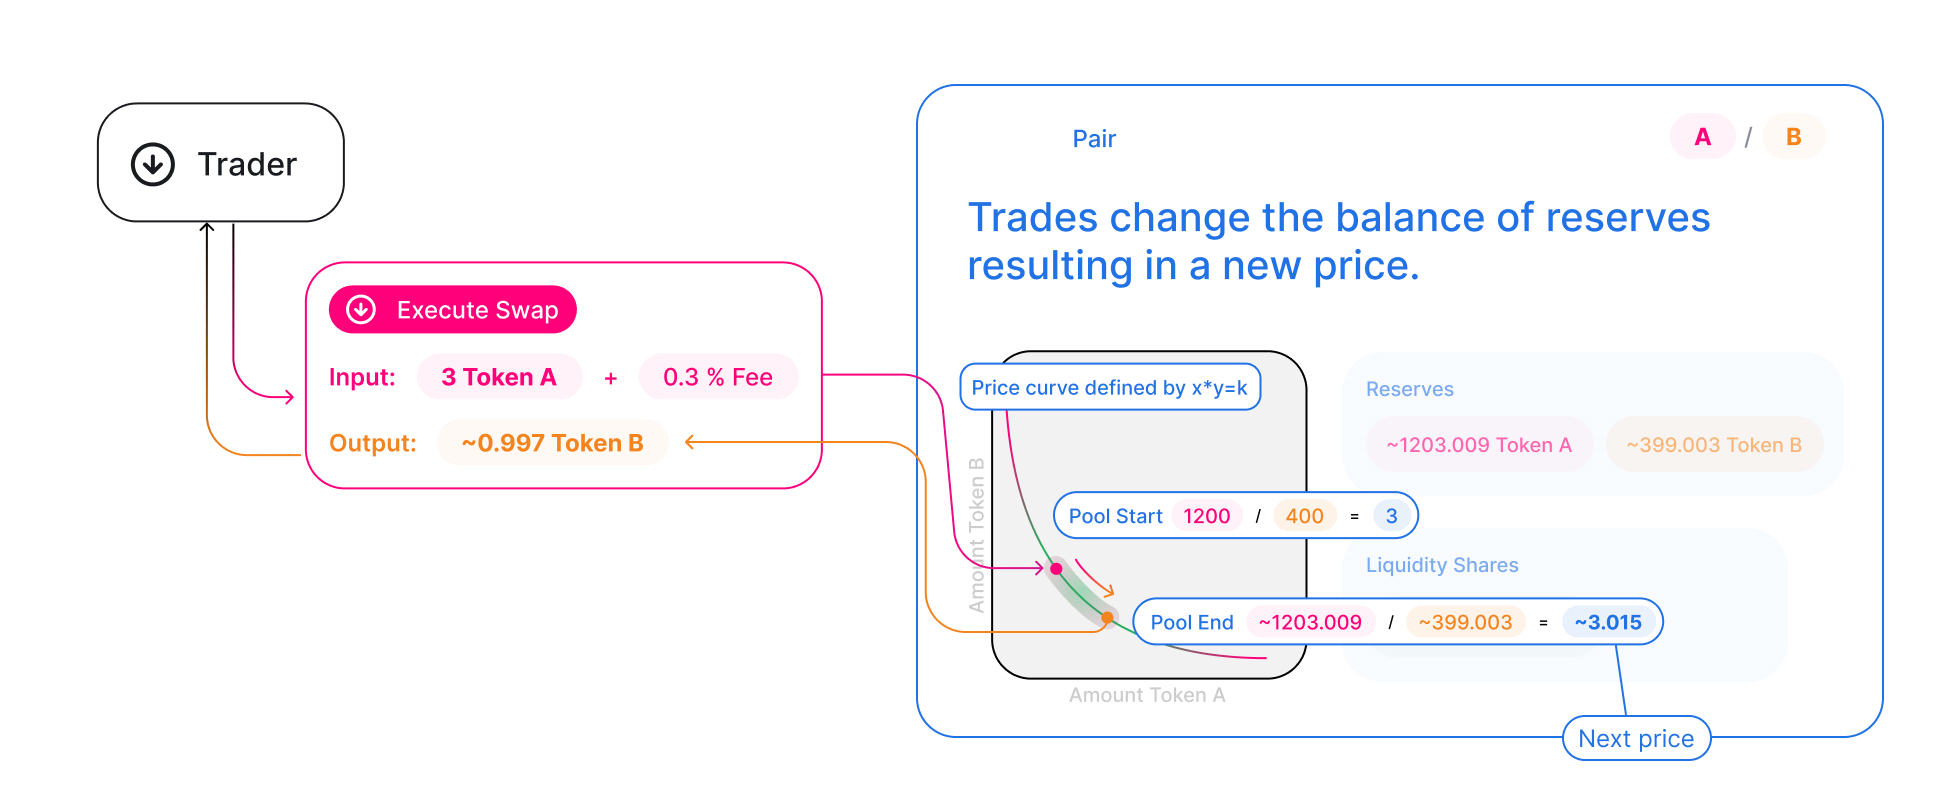 Trader
Execute Swap
Input: 3 Token A + 0.3 % Fee
Output: ~0.997 Token B
Pair
A / B
Trades change the balance of reserves
resulting in a new price.
Price curve defined by x*y=k
Amount Token B
Amount Token A
Pool Start 1200 / 400 = 3
Pool End ~1203.009 / ~399.003 = ~3.015
Reserves
~1203.009 Token A ~399.003 Token B
Liquidity Shares
Next price